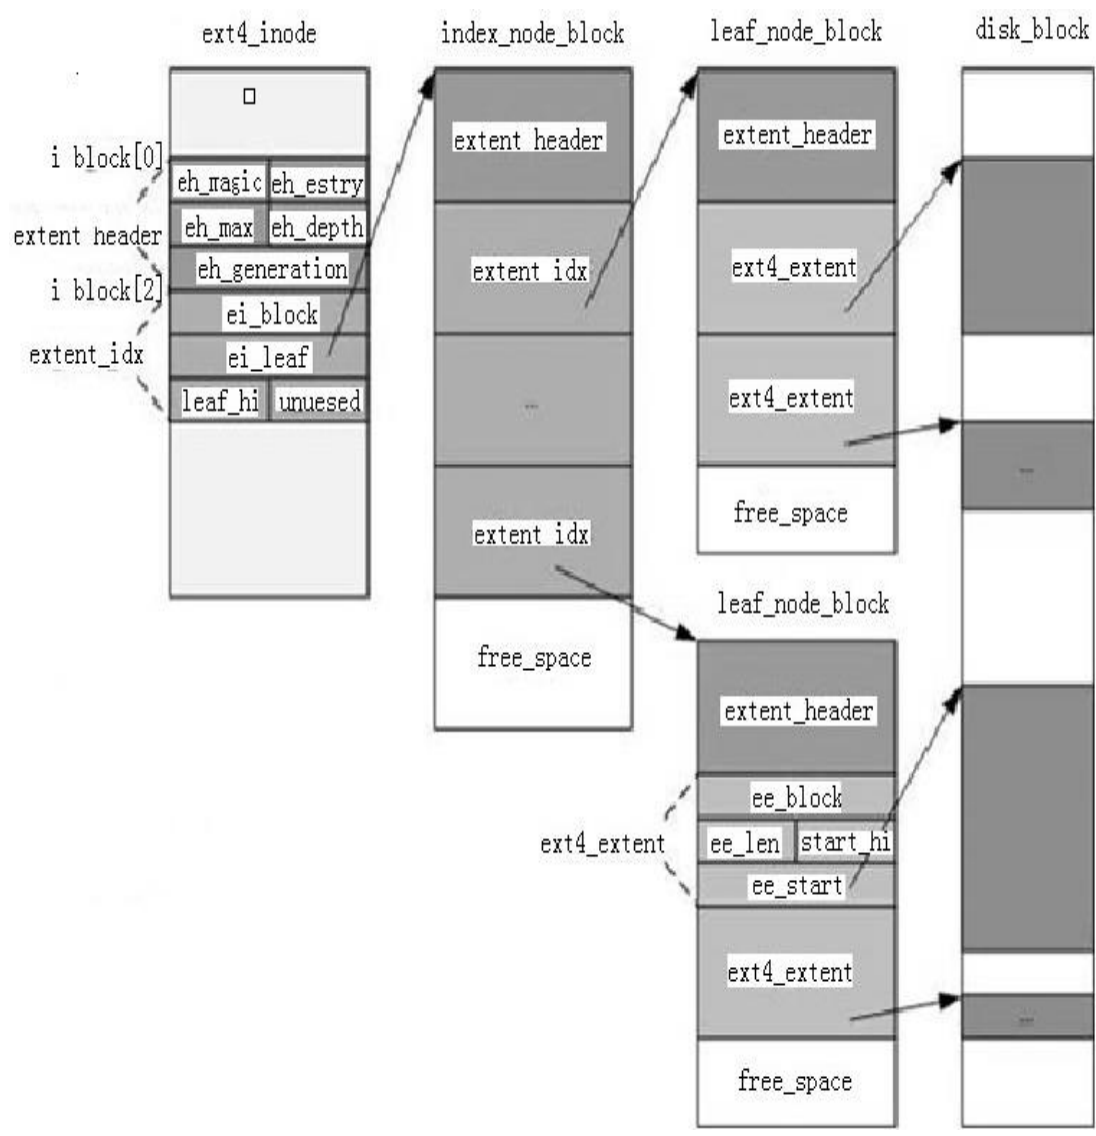 ext4_inode
index_node_block
leaf_node_block
disk_block
i block[0]
eh_magic
eh_estry
extent header
eh_max
eh_depth
eh_generation
i block[2]
ei_block
extent_idx
ei_leaf
leaf_hi
unuesed
extent header
extent idx
...
extent idx
free_space
extent_header
ext4_extent
ext4_extent
free_space
leaf_node_block
extent_header
ext4_extent
ee_block
ee_len
start_hi
ee_start
ext4_extent
free_space
...
...